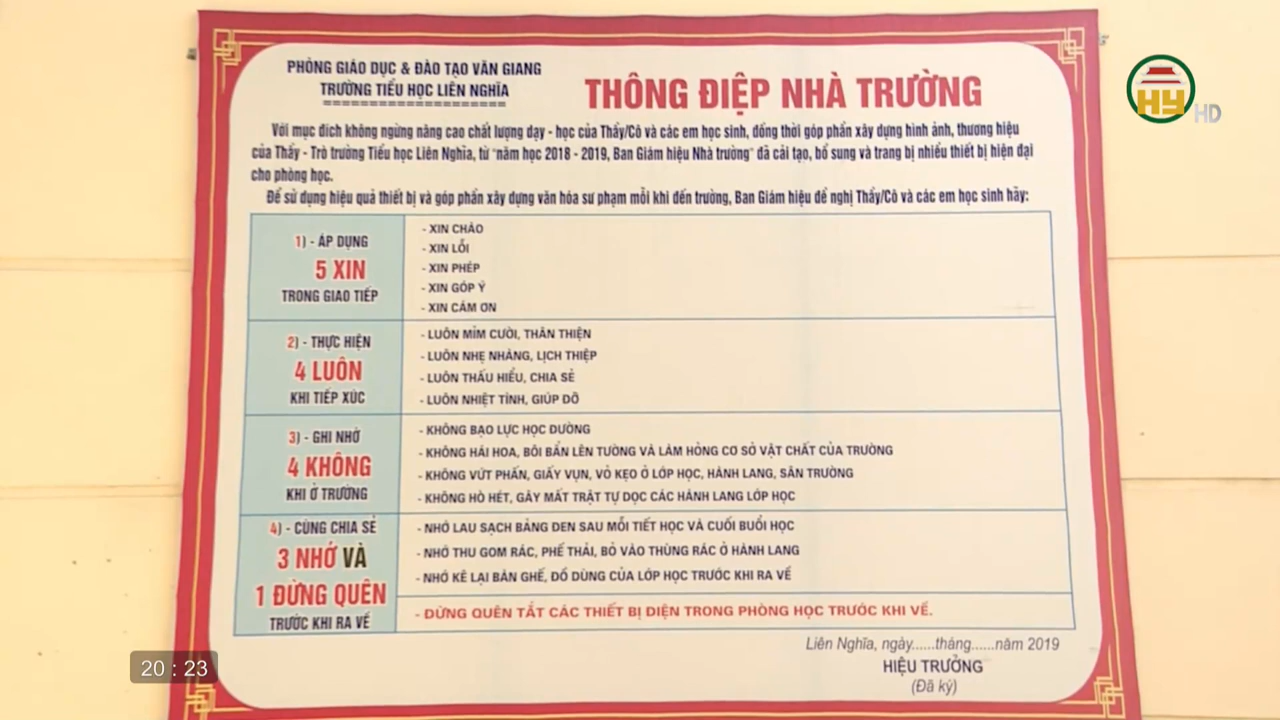 PHÒNG GIÁO DỤC & ĐÀO TẠO VĂN GIANG
TRƯỜNG TIỂU HỌC LIÊN NGHĨA
THÔNG ĐIỆP NHÀ TRƯỜNG
HY HD
Với mục đích không ngừng nâng cao chất lượng dạy - học của Thầy/Cô và các em học sinh, đồng thời góp phần xây dựng hình ảnh, thương hiệu
của Thầy - Trò trường Tiểu học Liên Nghĩa, từ "năm học 2018 - 2019, Ban Giám hiệu Nhà trường" đã cải tạo, bổ sung và trang bị nhiều thiết bị hiện đại
cho phòng học.
Để sử dụng hiệu quả thiết bị và góp phần xây dựng văn hóa sư phạm mỗi khi đến trường, Ban Giám hiệu đề nghị Thầy/Cô và các em học sinh hãy:
1) - ÁP DỤNG
5 XIN
TRONG GIAO TIẾP
- XIN CHÀO
- XIN LỖI
- XIN PHÉP
- XIN GÓP Ý
- XIN CẢM ƠN
2) - THỰC HIỆN
4 LUÔN
KHI TIẾP XÚC
- LUÔN MỈM CƯỜI, THÂN THIỆN
- LUÔN NHẸ NHÀNG, LỊCH THIỆP
- LUÔN THẤU HIỂU, CHIA SẺ
- LUÔN NHIỆT TÌNH, GIÚP ĐỠ
3) - GHI NHỚ
4 KHÔNG
KHI Ở TRƯỜNG
- KHÔNG BẠO LỰC HỌC ĐƯỜNG
- KHÔNG HÁI HOA, BÔI BẨN LÊN TƯỜNG VÀ LÀM HỎNG CƠ SỞ VẬT CHẤT CỦA TRƯỜNG
- KHÔNG VỨT PHẤN, GIẤY VỤN, VỎ KẸO Ở LỚP HỌC, HÀNH LANG, SÂN TRƯỜNG
- KHÔNG HÒ HÉT, GÂY MẤT TRẬT TỰ DỌC CÁC HÀNH LANG LỚP HỌC
4) - CÙNG CHIA SẺ
3 NHỚ VÀ
1 ĐỪNG QUÊN
TRƯỚC KHI RA VỀ
- NHỚ LAU SẠCH BẢNG ĐEN SAU MỖI TIẾT HỌC VÀ CUỐI BUỔI HỌC
- NHỚ THU GOM RÁC, PHẾ THẢI, BỎ VÀO THÙNG RÁC Ở HÀNH LANG
- NHỚ KÊ LẠI BÀN GHẾ, ĐỒ DÙNG CỦA LỚP HỌC TRƯỚC KHI RA VỀ
- ĐỪNG QUÊN TẮT CÁC THIẾT BỊ ĐIỆN TRONG PHÒNG HỌC TRƯỚC KHI VỀ.
Liên Nghĩa, ngày......tháng......năm 2019
HIỆU TRƯỞNG
(Đã ký)
20 : 23